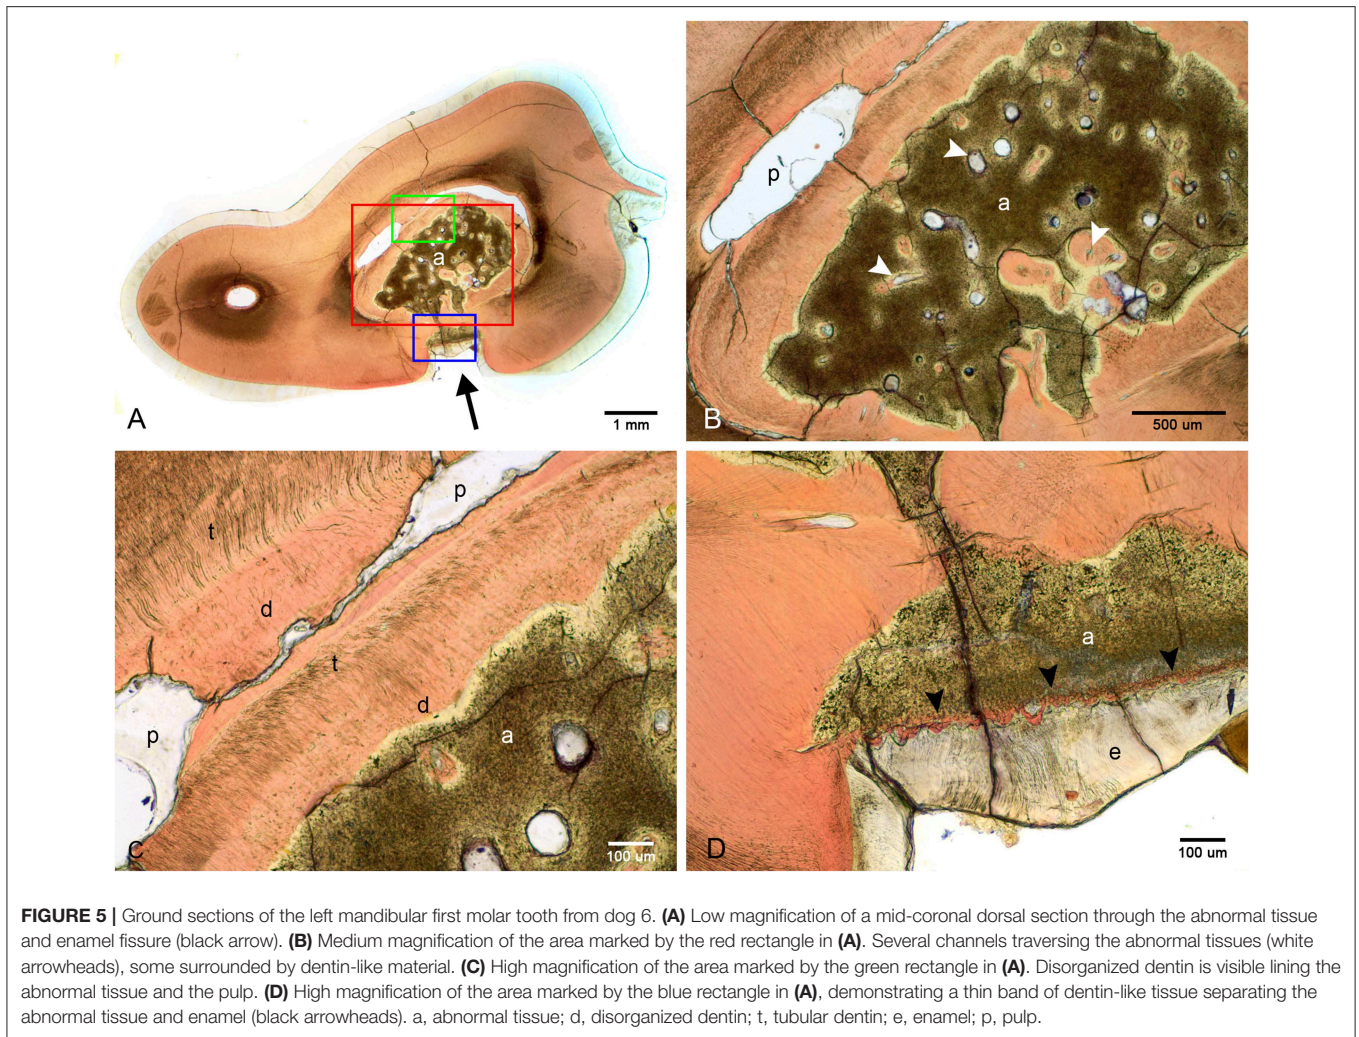 a
A
1 mm
p
a
B
500 um
t
p
d
t
d
p
a
C
100 um
a
e
D
100 um
FIGURE 5 | Ground sections of the left mandibular first molar tooth from dog 6. (A) Low magnification of a mid-coronal dorsal section through the abnormal tissue
and enamel fissure (black arrow). (B) Medium magnification of the area marked by the red rectangle in (A). Several channels traversing the abnormal tissues (white
arrowheads), some surrounded by dentin-like material. (C) High magnification of the area marked by the green rectangle in (A). Disorganized dentin is visible lining the
abnormal tissue and the pulp. (D) High magnification of the area marked by the blue rectangle in (A), demonstrating a thin band of dentin-like tissue separating the
abnormal tissue and enamel (black arrowheads). a, abnormal tissue; d, disorganized dentin; t, tubular dentin; e, enamel; p, pulp.